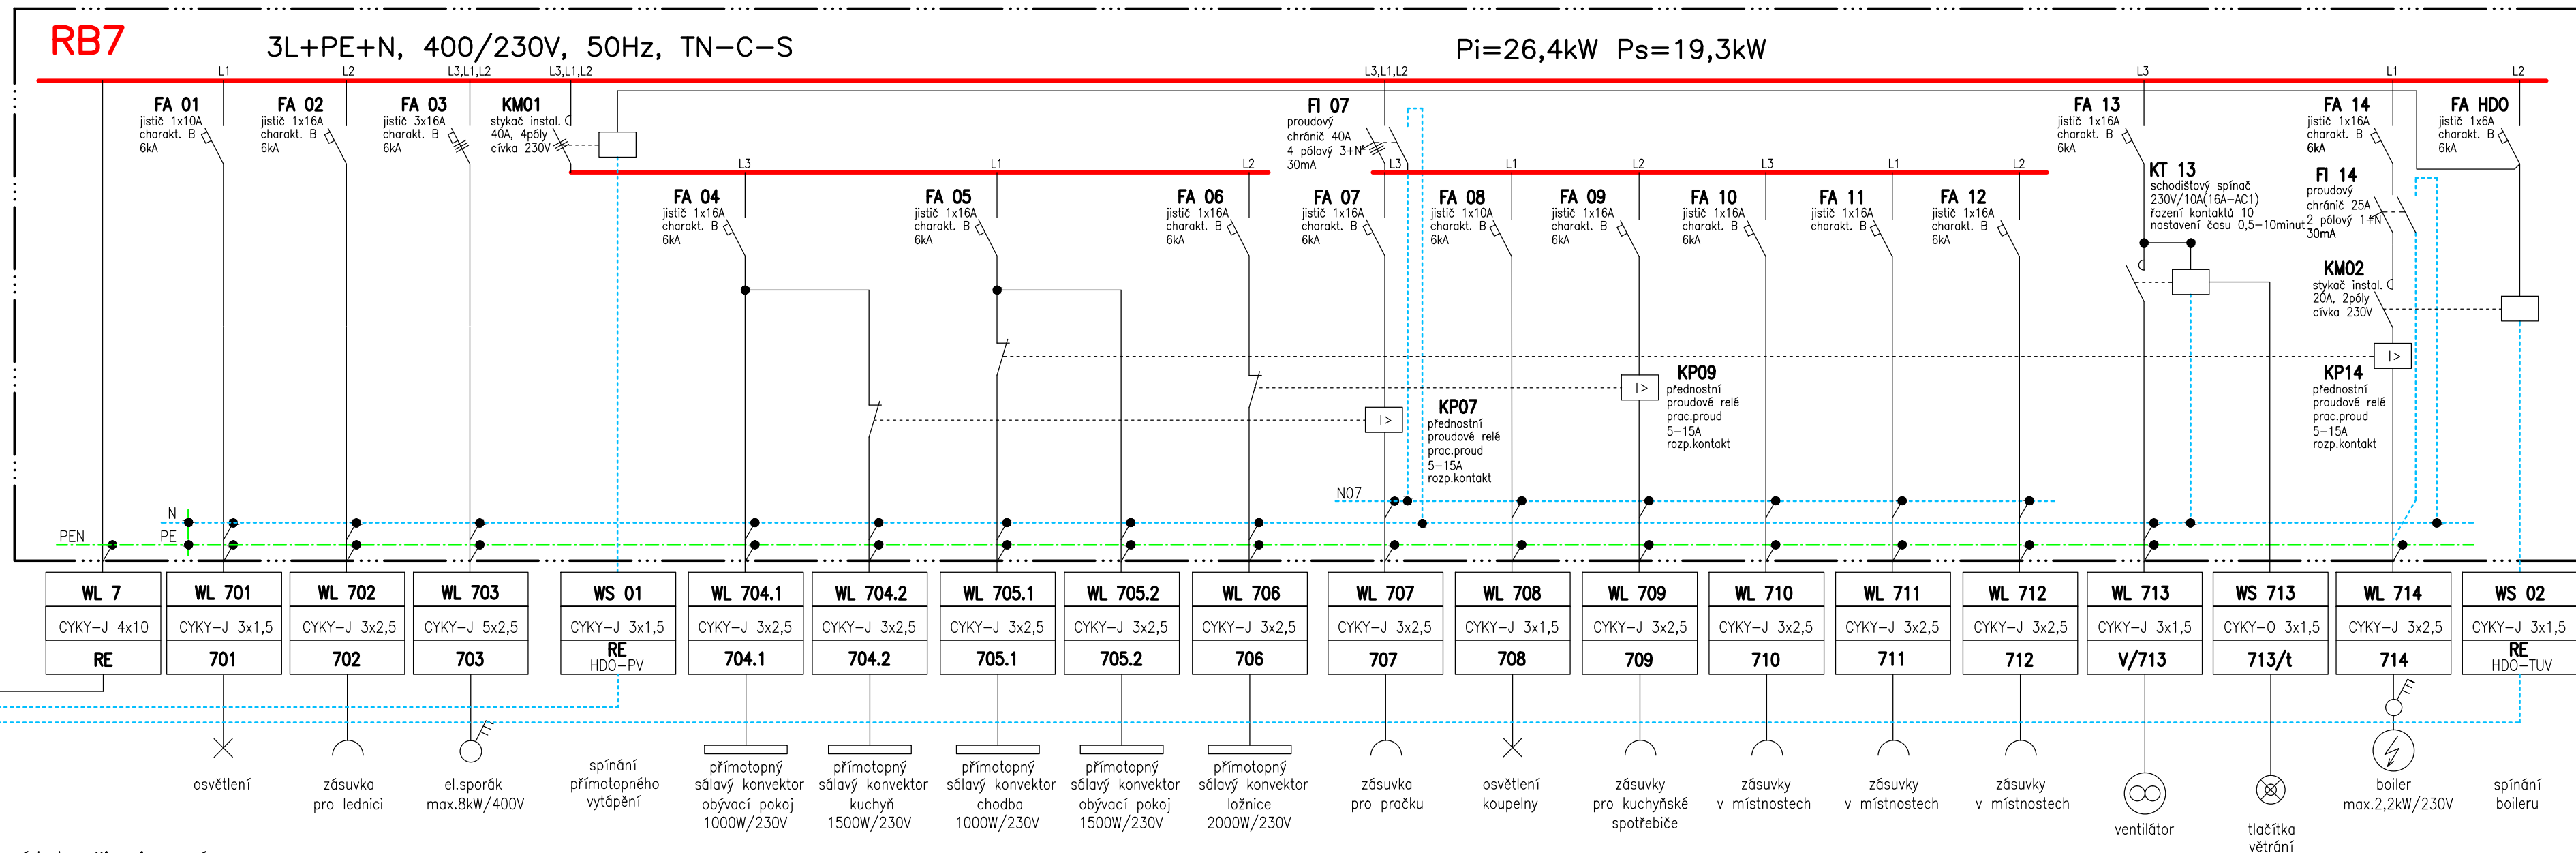 RB7
3L+PE+N, 400/230V, 50Hz, TN-C-S
Pi=26,4kW Ps=19,3kW
L1
L2
L3,L1,L2
L3,L1,L2
L3,L1,L2
L3
L1
L2
FA 01
jistič 1x10A
charakt. B
6kA
FA 02
jistič 1x16A
charakt. B
6kA
FA 03
jistič 3x16A
charakt. B
6kA
KM01
stykač instal.
40A, 4póly
cívka 230V
FI 07
proudový
chránič 40A
4 pólový 3+N
30mA
FA 13
jistič 1x16A
charakt. B
6kA
FA 14
jistič 1x16A
charakt. B
6kA
FA HDO
jistič 1x6A
charakt. B
6kA
L3
L1
L2
L3
L1
L2
L3
L1
L2
FA 04
jistič 1x16A
charakt. B
6kA
FA 05
jistič 1x16A
charakt. B
6kA
FA 06
jistič 1x16A
charakt. B
6kA
FA 07
jistič 1x16A
charakt. B
6kA
FA 08
jistič 1x10A
charakt. B
6kA
FA 09
jistič 1x16A
charakt. B
6kA
FA 10
jistič 1x16A
charakt. B
6kA
FA 11
jistič 1x16A
charakt. B
FA 12
jistič 1x16A
charakt. B
6kA
KT 13
schodišťový spínač
230V/10A(16A-AC1)
řazení kontaktů 10
nastavení času 0,5-10minut
FI 14
proudový
chránič 25A
2 pólový 1+N
30mA
KM02
stykač instal.
20A, 2póly
cívka 230V
I>
KP14
přednostní
proudové relé
prac.proud
5-15A
rozp.kontakt
I>
KP09
přednostní
proudové relé
prac.proud
5-15A
rozp.kontakt
I>
KP07
přednostní
proudové relé
prac.proud
5-15A
rozp.kontakt
N07
N
PEN
PE
WL 7
CYKY-J 4x10
RE
WL 701
CYKY-J 3x1,5
701
osvětlení
WL 702
CYKY-J 3x2,5
702
zásuvka
pro lednici
WL 703
CYKY-J 5x2,5
703
el.sporák
max.8kW/400V
WS 01
CYKY-J 3x1,5
RE
HDO-PV
spínání
přímotopného
vytápění
WL 704.1
CYKY-J 3x2,5
704.1
přímotopný
sálavý konvektor
obývací pokoj
1000W/230V
WL 704.2
CYKY-J 3x2,5
704.2
přímotopný
sálavý konvektor
kuchyň
1500W/230V
WL 705.1
CYKY-J 3x2,5
705.1
přímotopný
sálavý konvektor
chodba
1000W/230V
WL 705.2
CYKY-J 3x2,5
705.2
přímotopný
sálavý konvektor
obývací pokoj
1500W/230V
WL 706
CYKY-J 3x2,5
706
přímotopný
sálavý konvektor
ložnice
2000W/230V
WL 707
CYKY-J 3x2,5
707
zásuvka
pro pračku
WL 708
CYKY-J 3x1,5
708
osvětlení
koupelny
WL 709
CYKY-J 3x2,5
709
zásuvky
pro kuchyňské
spotřebiče
WL 710
CYKY-J 3x2,5
710
zásuvky
v místnostech
WL 711
CYKY-J 3x2,5
711
zásuvky
v místnostech
WL 712
CYKY-J 3x2,5
712
zásuvky
v místnostech
WL 713
CYKY-J 3x1,5
V/713
ventilátor
WS 713
CYKY-O 3x1,5
713/t
tlačítka
větrání
WL 714
CYKY-J 3x2,5
714
boiler
max.2,2kW/230V
WS 02
CYKY-J 3x1,5
RE
HDO-TUV
spínání
boileru